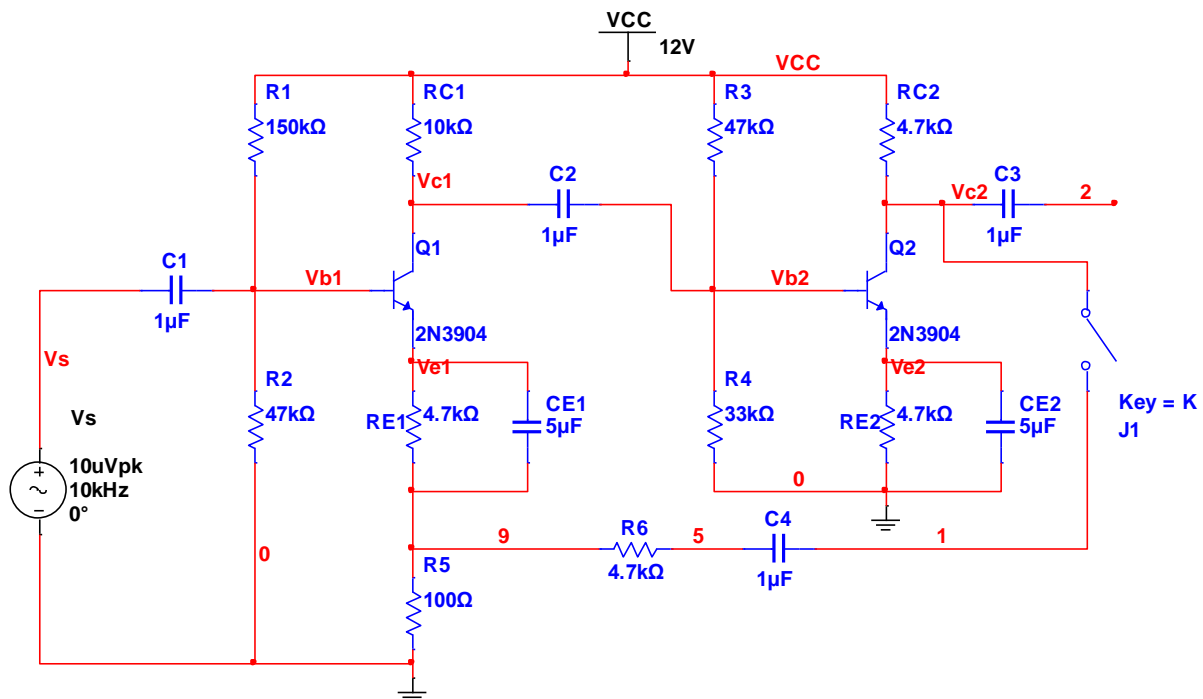 VCC
12V
VCC
R1
150kΩ
RC1
10kΩ
R3
47kΩ
RC2
4.7kΩ
Vc1
C2
1µF
Vc2
C3
1µF
2
Q1
Q2
C1
1µF
Vb1
Vb2
2N3904
2N3904
Vs
Ve1
Ve2
R2
47kΩ
RE1
4.7kΩ
CE1
5µF
R4
33kΩ
RE2
4.7kΩ
CE2
5µF
Key = K
J1
Vs
10uVpk
10kHz
0°
0
0
9
R6
4.7kΩ
5
C4
1µF
1
R5
100Ω